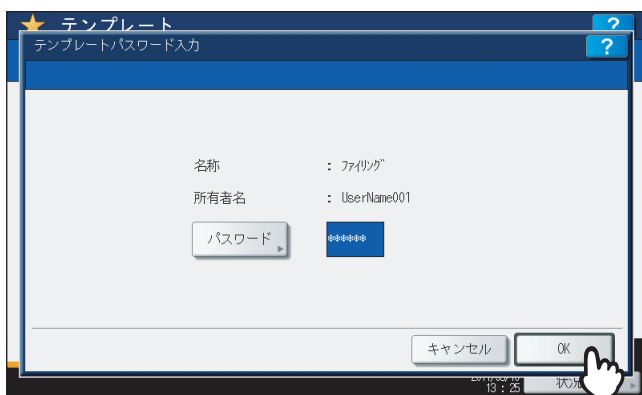 テンプレート
?
テンプレートパスワード入力
?
名称 : ファイリング
所有者名 : UserName001
パスワード ******
キャンセル
OK
13 : 25
状況